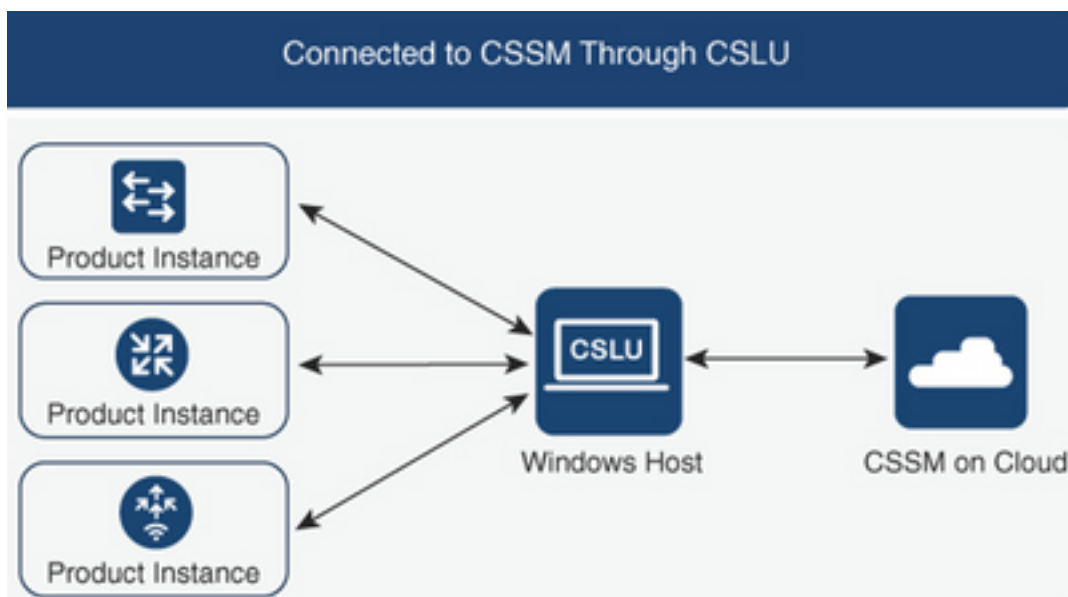 Connected to CSSM Through CSLU
Product Instance
Product Instance
Product Instance
CSLU
Windows Host
CSSM on Cloud